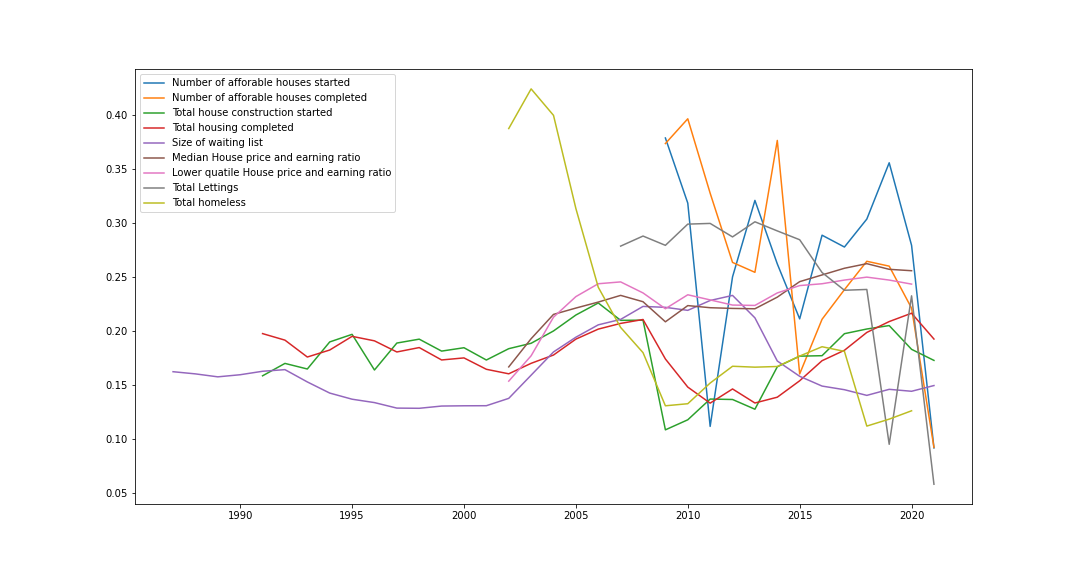 Number of afforable houses started
Number of afforable houses completed
Total house construction started
Total housing completed
Size of waiting list
Median House price and earning ratio
Lower quatile House price and earning ratio
Total Lettings
Total homeless
0.40
0.35
0.30
0.25
0.20
0.15
0.10
0.05
1990 1995 2000 2005 2010 2015 2020